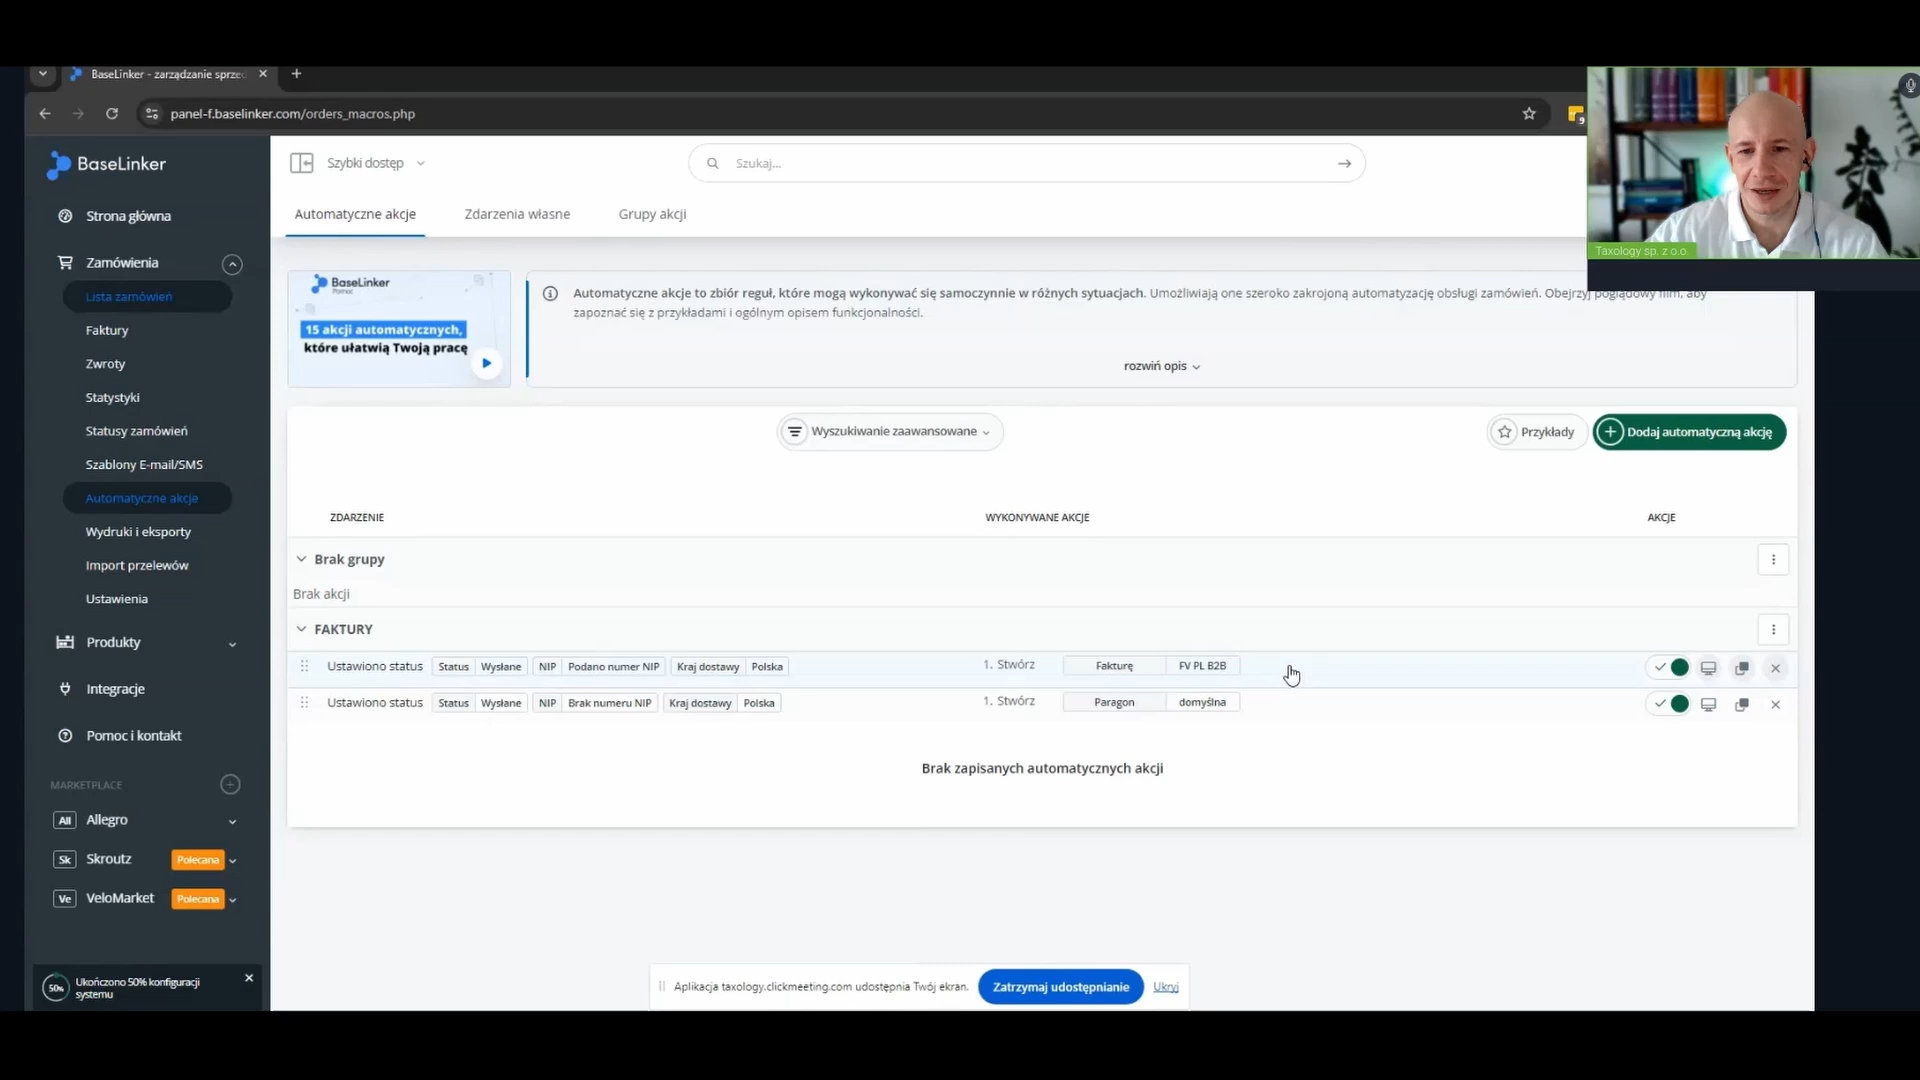 BaseLinker - zarządzanie sprzed
panel-f.baselinker.com/orders_macros.php
9
Taxology sp. z o.o.
BaseLinker
Strona główna
Zamówienia
Lista zamówień
Faktury
Zwroty
Statystyki
Statusy zamówień
Szablony E-mail/SMS
Automatyczne akcje
Wydruki i eksporty
Import przelewów
Ustawienia
Produkty
Integracje
Pomoc i kontakt
MARKETPLACE
All Allegro
Sk Skroutz Polecana
Ve VeloMarket Polecana
50% Ukończono 50% konfiguracji
systemu
Szybki dostęp
Szukaj...
Automatyczne akcje Zdarzenia własne Grupy akcji
BaseLinker
Pomoc
15 akcji automatycznych,
które ułatwią Twoją pracę
Automatyczne akcje to zbiór reguł, które mogą wykonywać się samoczynnie w różnych sytuacjach. Umożliwiają one szeroko zakrojoną automatyzację obsługi zamówień. Obejrzyj poglądowy film, aby
zapoznać się z przykładami i ogólnym opisem funkcjonalności.
rozwiń opis
Wyszukiwanie zaawansowane
Przykłady
Dodaj automatyczną akcję
ZDARZENIE WYKONYWANE AKCJE AKCJE
Brak grupy
Brak akcji
FAKTURY
Ustawiono status Status Wysłane NIP Podano numer NIP Kraj dostawy Polska 1. Stwórz Fakturę FV PL B2B
Ustawiono status Status Wysłane NIP Brak numeru NIP Kraj dostawy Polska 1. Stwórz Paragon domyślna
Brak zapisanych automatycznych akcji
Aplikacja taxology.clickmeeting.com udostępnia Twój ekran. Zatrzymaj udostępnianie Ukryj